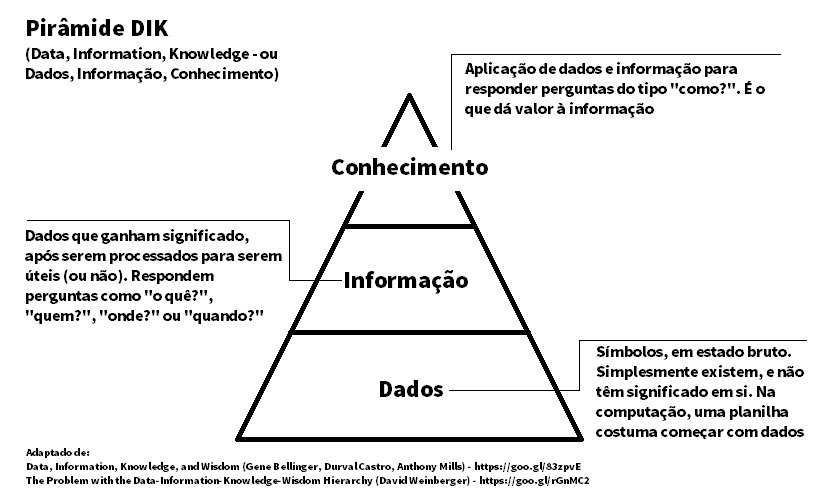 Pirâmide DIK
(Data, Information, Knowledge - ou
Dados, Informação, Conhecimento)
Aplicação de dados e informação para
responder perguntas do tipo "como?". É o
que dá valor à informação
Conhecimento
Dados que ganham significado,
após serem processados para serem
úteis (ou não). Respondem
perguntas como "o quê?",
"quem?", "onde?" ou "quando?"
Informação
Símbolos, em estado bruto.
Simplesmente existem, e não
têm significado em si. Na
computação, uma planilha
costuma começar com dados
Dados
Adaptado de:
Data, Information, Knowledge, and Wisdom (Gene Bellinger, Durval Castro, Anthony Mills) - https://goo.gl/83zpvE
The Problem with the Data-Information-Knowledge-Wisdom Hierarchy (David Weinberger) - https://goo.gl/rGnMC2